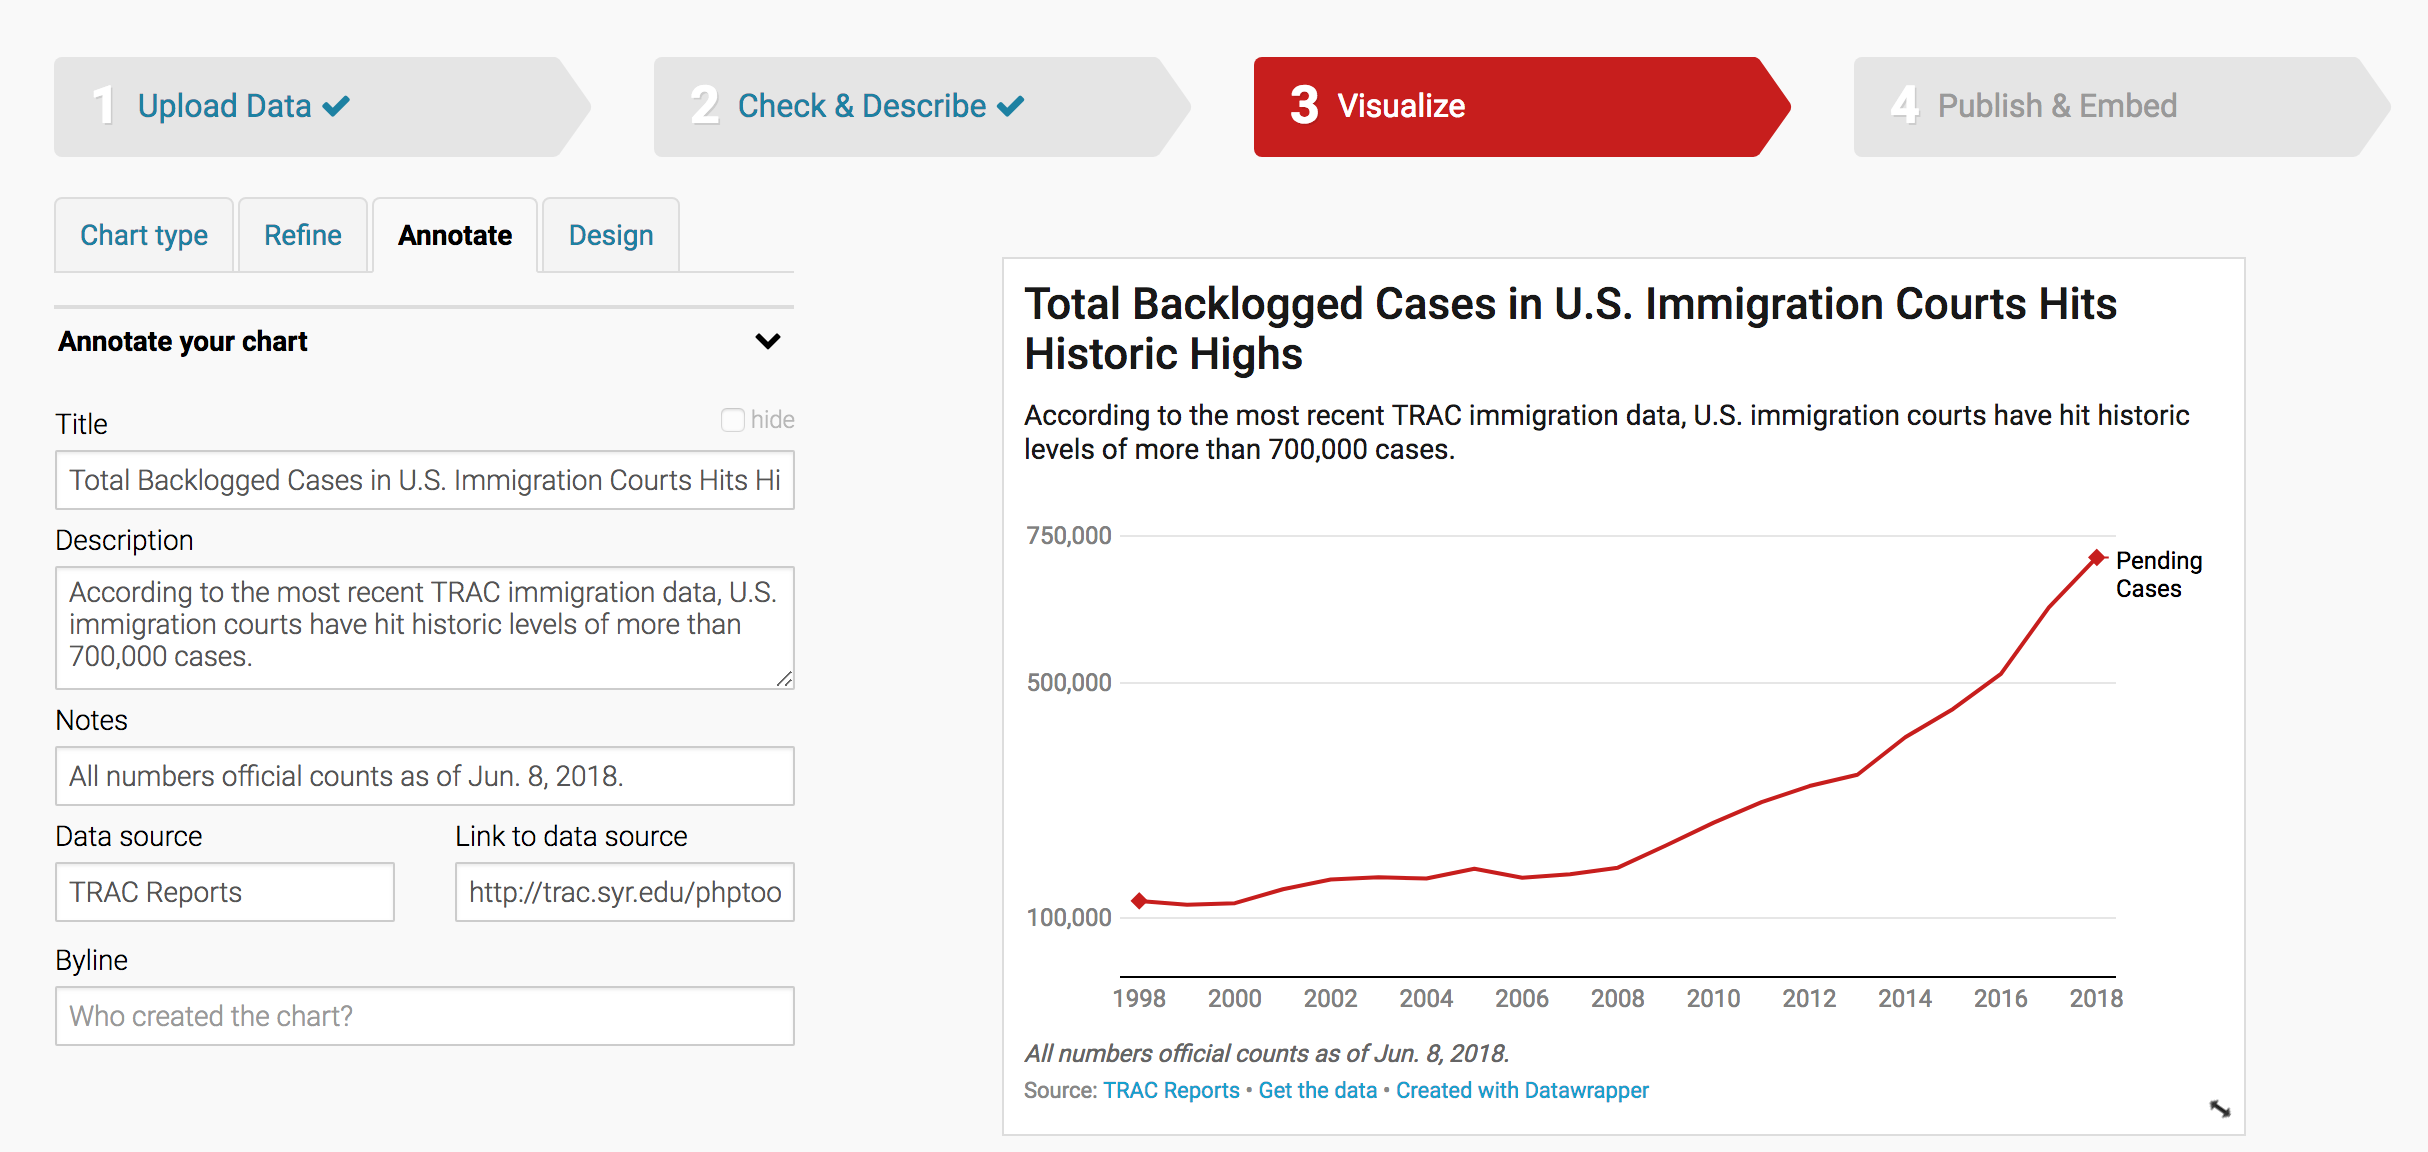 1 Upload Data
2 Check & Describe
3 Visualize
4 Publish & Embed
Chart type
Refine
Annotate
Design
Annotate your chart
Title
hide
Total Backlogged Cases in U.S. Immigration Courts Hits Hi
Description
According to the most recent TRAC immigration data, U.S.
immigration courts have hit historic levels of more than
700,000 cases.
Notes
All numbers official counts as of Jun. 8, 2018.
Data source
Link to data source
TRAC Reports
http://trac.syr.edu/phptoo
Byline
Who created the chart?
Total Backlogged Cases in U.S. Immigration Courts Hits
Historic Highs
According to the most recent TRAC immigration data, U.S. immigration courts have hit historic
levels of more than 700,000 cases.
750,000
Pending
Cases
500,000
100,000
1998 2000 2002 2004 2006 2008 2010 2012 2014 2016 2018
All numbers official counts as of Jun. 8, 2018.
Source: TRAC Reports • Get the data • Created with Datawrapper